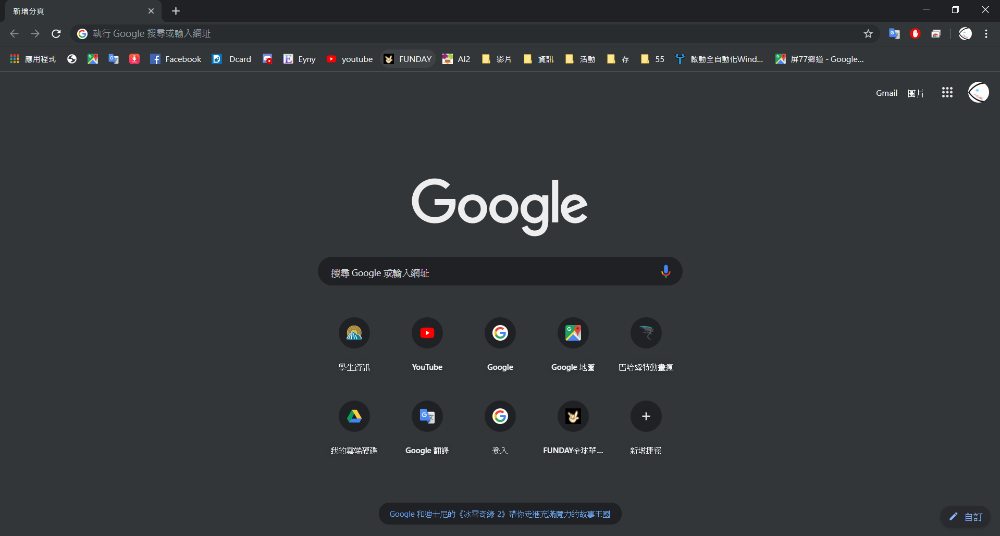 新增分頁
執行 Google 搜尋或輸入網址
應用程式 Facebook Dcard Eyny youtube FUNDAY AI2 影片 資訊 活動 存 55 啟動全自動化Wind... 屏77鄉道 - Google...
Gmail 圖片
Google
搜尋 Google 或輸入網址
學生資訊 YouTube Google Google 地圖 巴哈姆特動畫瘋
我的雲端硬碟 Google 翻譯 登入 FUNDAY全球華... 新增捷徑
Google 和迪士尼的《冰雪奇緣 2》帶你走進充滿魔力的故事王國
自訂